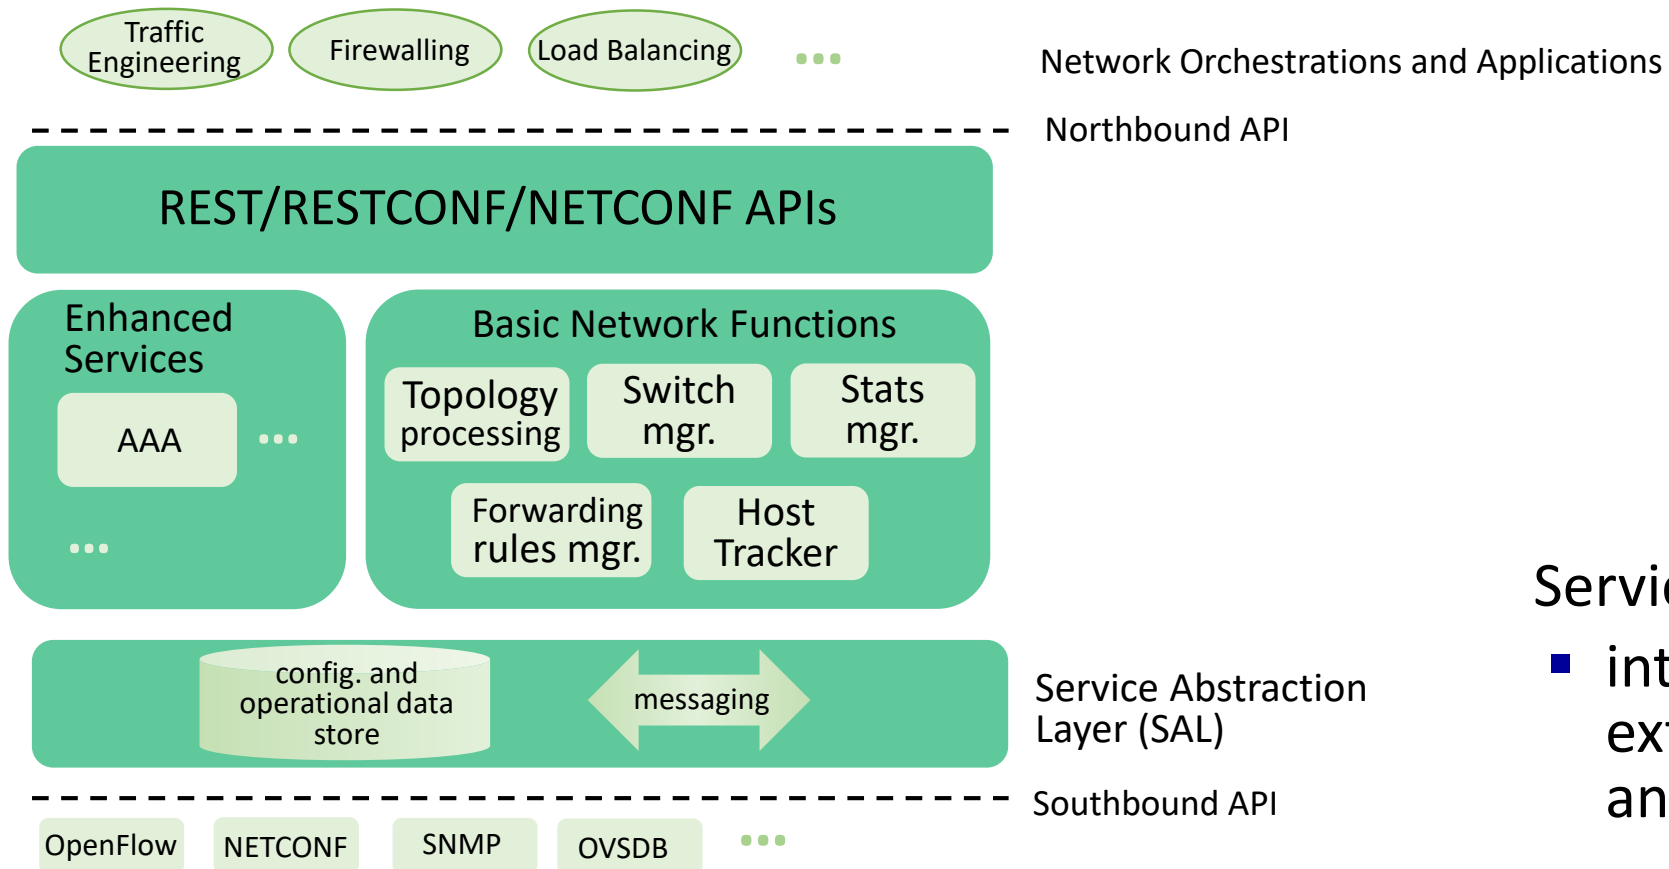 Traffic
Engineering
Firewalling
Load Balancing
...
Network Orchestrations and Applications
Northbound API
REST/RESTCONF/NETCONF APIs
Enhanced
Services
AAA
...
...
Basic Network Functions
Topology
processing
Switch
mgr.
Stats
mgr.
Forwarding
rules mgr.
Host
Tracker
config. and
operational data
store
messaging
Service Abstraction
Layer (SAL)
Southbound API
OpenFlow
NETCONF
SNMP
OVSDB
...